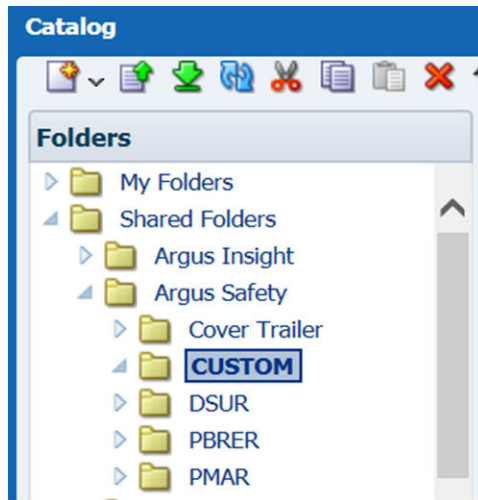 Catalog
Folders
My Folders
Shared Folders
Argus Insight
Argus Safety
Cover Trailer
CUSTOM
DSUR
PBRER
PMAR